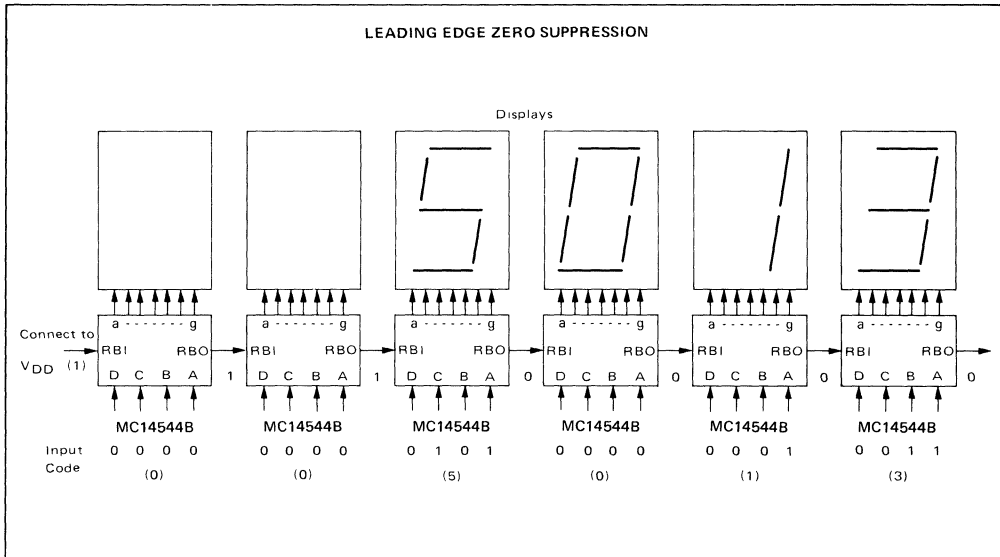 LEADING EDGE ZERO SUPPRESSION
Displays
a - - - - - - - g a - - - - - - - g a - - - - - - - g a - - - - - - - g a - - - - - - - g a - - - - - - - g
Connect to
VDD (1)
RBI RBO RBI RBO RBI RBO RBI RBO RBI RBO RBI RBO
D C B A 1 D C B A 1 D C B A 0 D C B A 0 D C B A 0 D C B A 0
MC14544B MC14544B MC14544B MC14544B MC14544B MC14544B
Input Code
0 0 0 0 0 0 0 0 0 1 0 1 0 0 0 0 0 0 0 1 0 0 1 1
(0) (0) (5) (0) (1) (3)